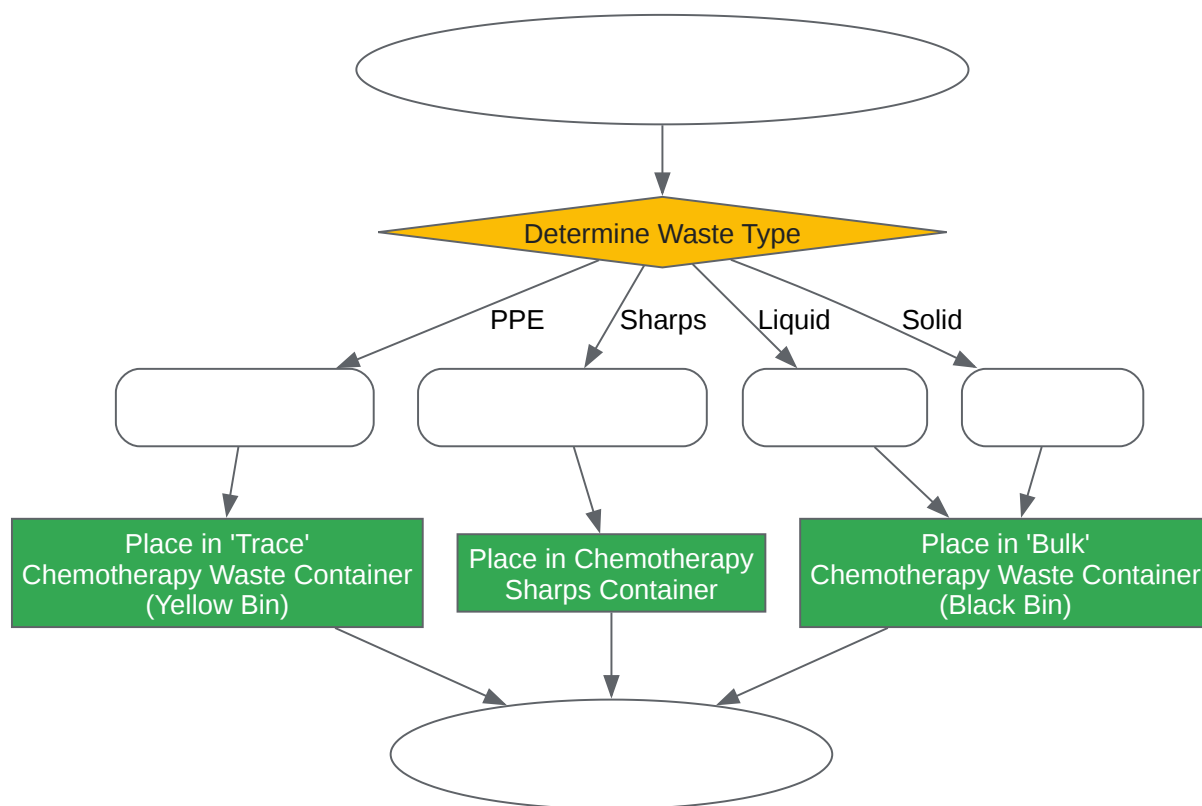 Determine Waste Type
PPE
Sharps
Liquid
Solid
Place in 'Trace'
Chemotherapy Waste Container
(Yellow Bin)
Place in Chemotherapy
Sharps Container
Place in 'Bulk'
Chemotherapy Waste Container
(Black Bin)